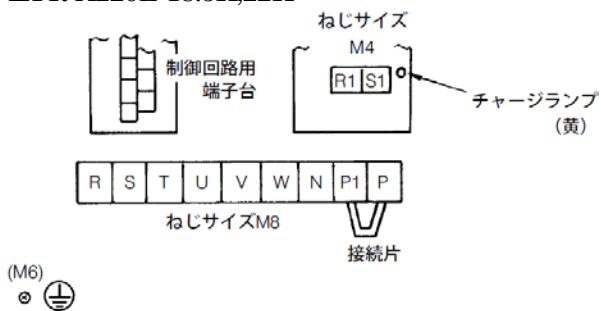 ねじサイズ
M4
制御回路用
端子台
R1 S1
チャージランプ
(黄)
R S T U V W N P1 P
ねじサイズM8
接続片
(M6)